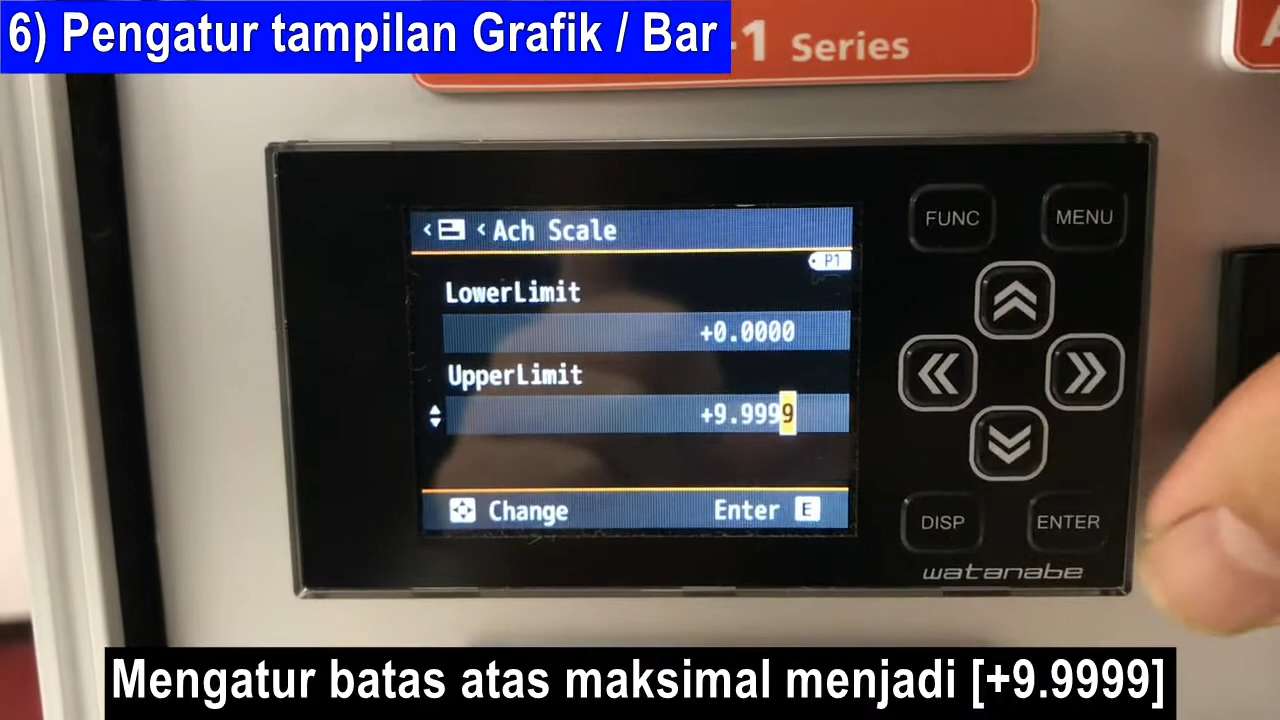 6) Pengatur tampilan Grafik / Bar
-1 Series
< < Ach Scale
P1
LowerLimit
+0.0000
UpperLimit
+9.9999
Change Enter E
FUNC MENU
DISP ENTER
watanabe
Mengatur batas atas maksimal menjadi [+9.9999]